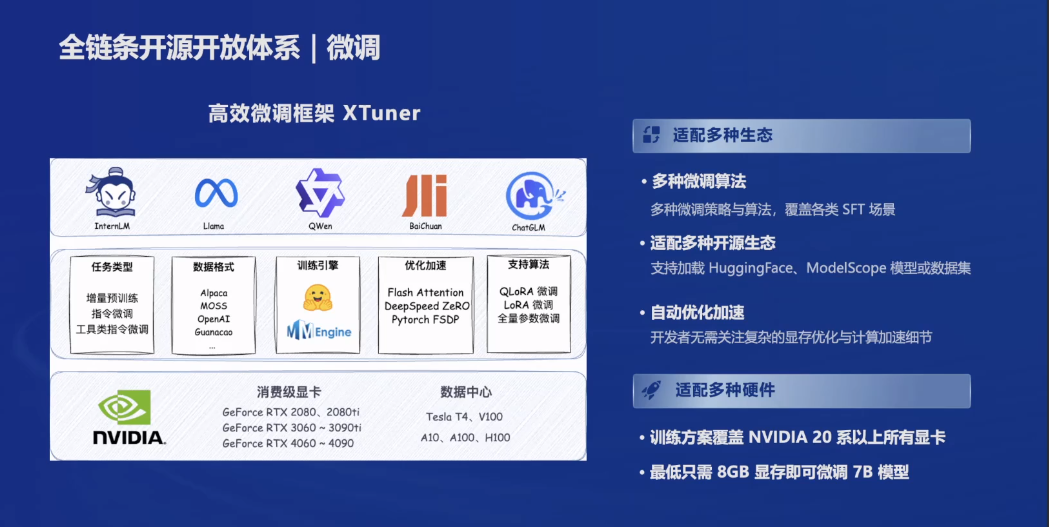 全链条开源开放体系 | 微调
高效微调框架 XTuner
InternLM
Llama
QWen
BaiChuan
ChatGLM
任务类型
增量预训练
指令微调
工具类指令微调
数据格式
Alpaca
MOSS
OpenAI
Guanacao
...
训练引擎
MMEngine
优化加速
Flash Attention
DeepSpeed ZeRO
Pytorch FSDP
支持算法
QLoRA 微调
LoRA 微调
全量参数微调
NVIDIA.
消费级显卡
GeForce RTX 2080、2080ti
GeForce RTX 3060 ~ 3090ti
GeForce RTX 4060 ~ 4090
数据中心
Tesla T4、V100
A10、A100、H100
适配多种生态
• 多种微调算法
多种微调策略与算法，覆盖各类 SFT 场景
• 适配多种开源生态
支持加载 HuggingFace、ModelScope 模型或数据集
• 自动优化加速
开发者无需关注复杂的显存优化与计算加速细节
适配多种硬件
• 训练方案覆盖 NVIDIA 20 系以上所有显卡
• 最低只需 8GB 显存即可微调 7B 模型